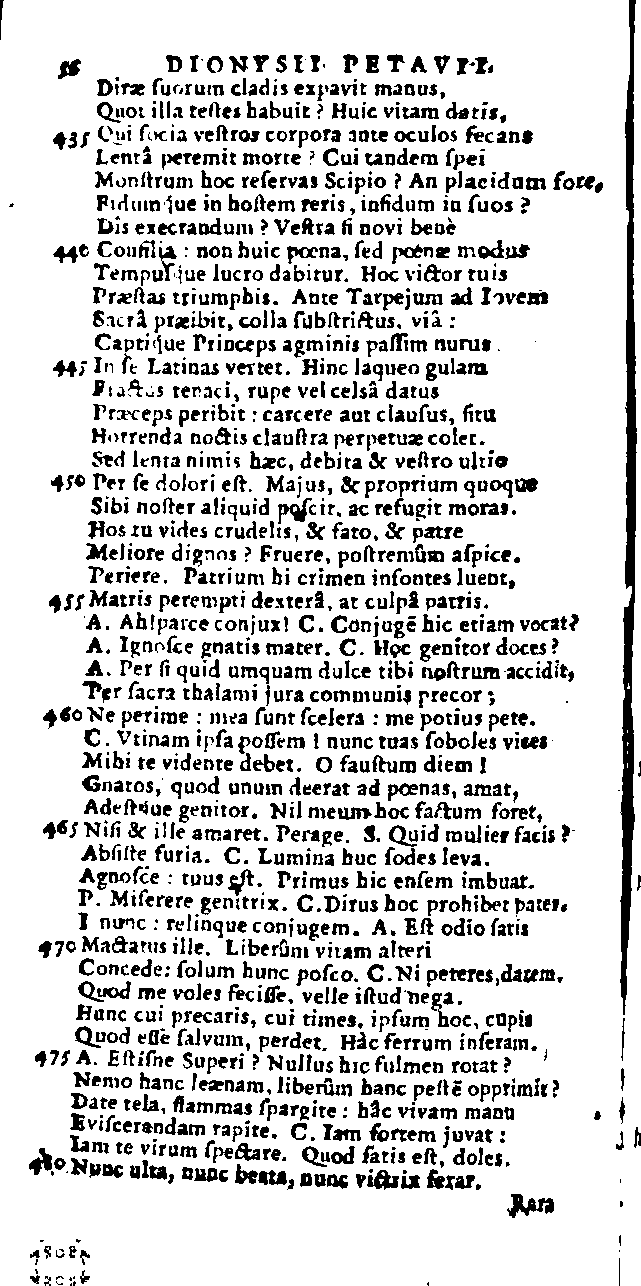 56 DIONYSII PETAVII.
Diræ ſuorum cladis expavit manus,
Quot illa teſtes habuit ? Huic vitam datis,
435 Qui ſocia veſtros corpora ante oculos ſecans
Lentâ peremit morte ? Cui tandem ſpei
Monſtrum hoc reſervas Scipio ? An placidum fore,
Fidumque in hoſtem reris, infidum in ſuos ?
Dis execrandum ? Veſtra ſi novi benè
440 Conſilia : non huic pœna, ſed pœnæ modus
Tempuſque lucro dabitur. Hoc victor tuis
Præſtas triumphis. Ante Tarpejum ad Iovem
Sacrâ præibit, colla ſubſtrictus, viâ :
Captique Princeps agminis paſſim nurus
445 In ſe Latinas vertet. Hinc laqueo gulam
Fractus tenaci, rupe vel celsâ datus
Præceps peribit : carcere aut clauſus, ſitu
Horrenda noctis clauſtra perpetuæ colet.
Sed lenta nimis hæc, debita & veſtro ultio
450 Per ſe dolori eſt. Majus, & proprium quoque
Sibi noſter aliquid poſcit, ac refugit moras.
Hos tu vides crudelis, & fato, & patre
Meliore dignos ? Fruere, poſtremûm aſpice.
Periere. Patrium hi crimen inſontes luent,
455 Matris perempti dexterâ, at culpâ patris.
A. Ah!parce conjux! C. Conjugē hic etiam vocat?
A. Ignoſce gnatis mater. C. Hoc genitor doces?
A. Per ſi quid umquam dulce tibi noſtrum accidit,
Per ſacra thalami jura communis precor ;
460 Ne perime : mea ſunt ſcelera : me potius pete.
C. Vtinam ipſa poſſem ! nunc tuas ſoboles vices
Mihi te vidente debet. O fauſtum diem !
Gnatos, quod unum deerat ad pœnas, amat,
Adeſtque genitor. Nil meum hoc factum foret,
465 Niſi & ille amaret. Perage. S. Quid mulier facis ?
Abſiſte furia. C. Lumina huc ſodes leva.
Agnoſce : tuus eſt. Primus hic enſem imbuat.
P. Miſerere genitrix. C.Dirus hoc prohibet pater.
I nunc : relinque conjugem. A. Eſt odio ſatis
470 Mactatus ille. Liberûm vitam alteri
Concede: ſolum hunc poſco. C.Ni peteres,darem.
Quod me voles feciſſe, velle iſtud nega.
Hunc cui precaris, cui times, ipſum hoc, cupis
Quod eſſe ſalvum, perdet. Hâc ferrum inſeram.
475 A. Eſtiſne Superi ? Nullus hic fulmen rotat ?
Nemo hanc leænam, liberûm hanc peſtē opprimit?
Date tela, flammas ſpargite : hâc vivam manu
Eviſcerandam rapite. C. Iam fortem juvat :
Iam te virum ſpectare. Quod ſatis eſt, doles.
480 Nunc ulta, nunc beata, nunc victrix ferar.
Rara